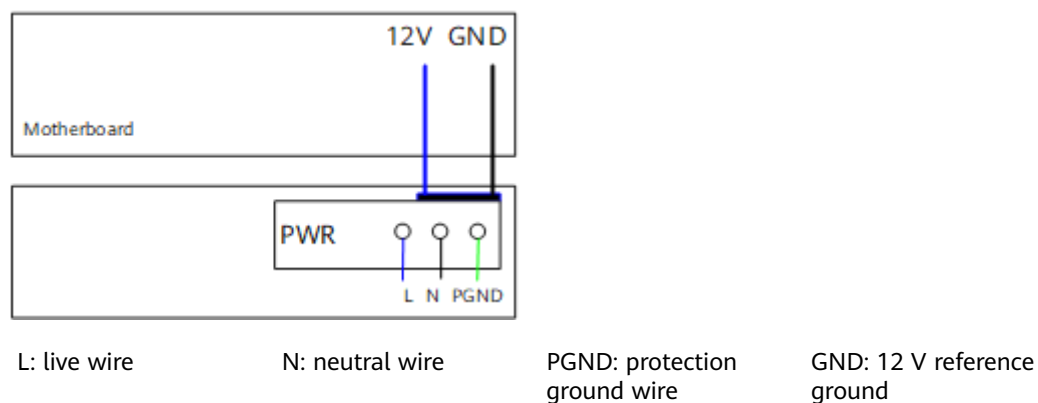 12V GND
Motherboard
PWR
L N PGND
L: live wire
N: neutral wire
PGND: protection
ground wire
GND: 12 V reference
ground